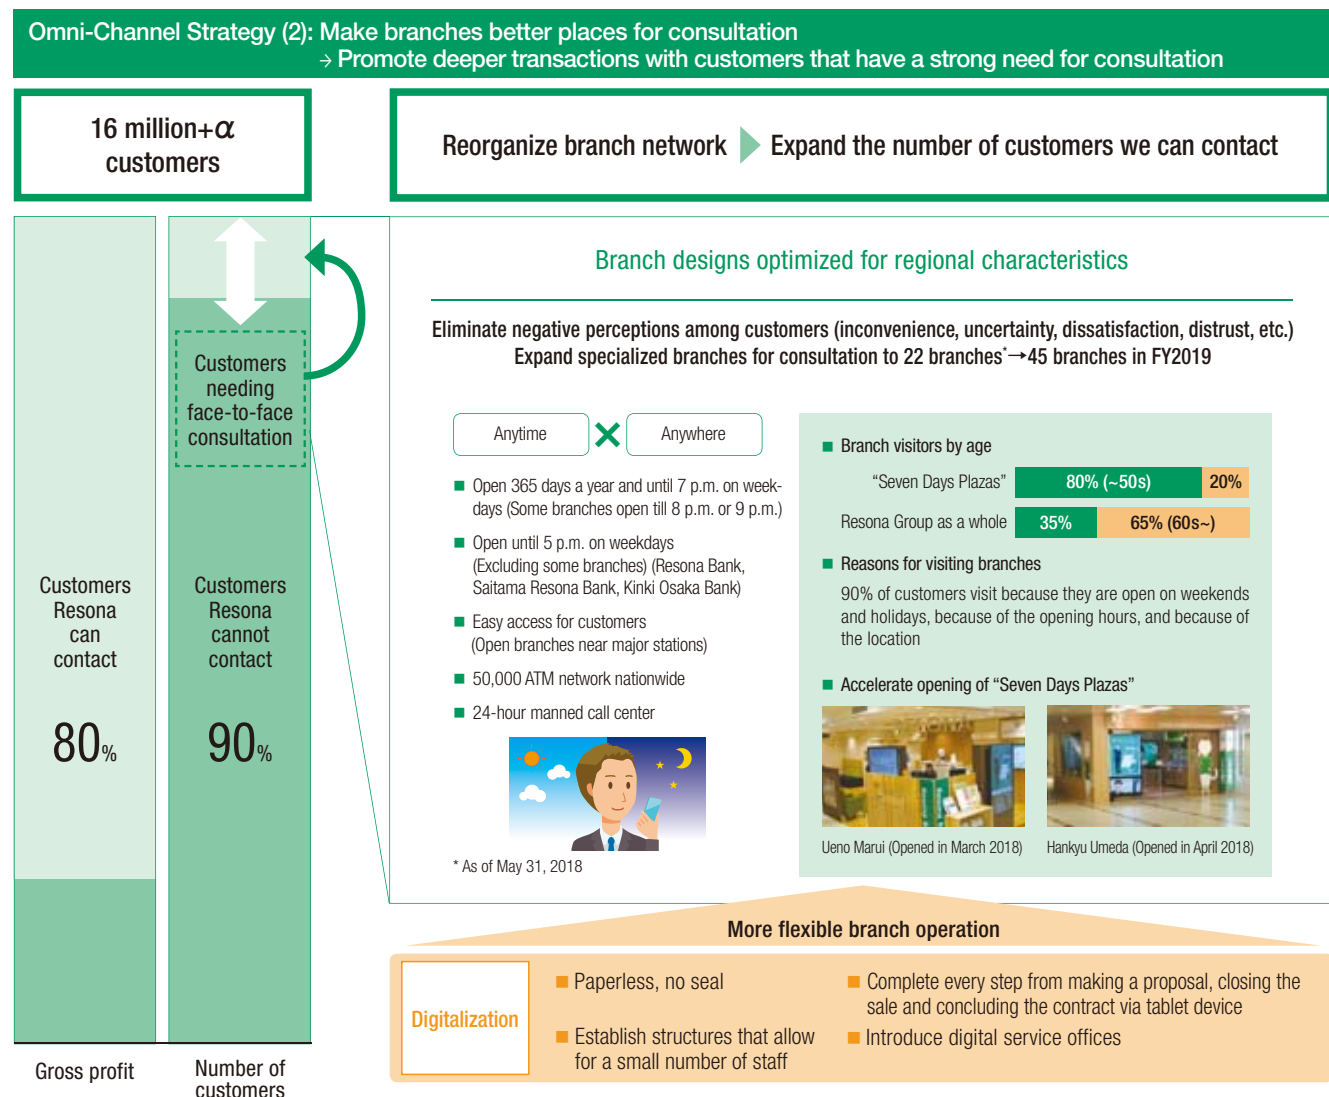 Omni-Channel Strategy (2): Make branches better places for consultation
→ Promote deeper transactions with customers that have a strong need for consultation
16 million+α
customers
Reorganize branch network
Expand the number of customers we can contact
Customers
needing
face-to-face
consultation
Customers
Resona
can
contact
80%
Customers
Resona
cannot
contact
90%
Gross profit
Number of
customers
Branch designs optimized for regional characteristics
Eliminate negative perceptions among customers (inconvenience, uncertainty, dissatisfaction, distrust, etc.)
Expand specialized branches for consultation to 22 branches*→45 branches in FY2019
Anytime
Anywhere
Open 365 days a year and until 7 p.m. on week-
days (Some branches open till 8 p.m. or 9 p.m.)
Open until 5 p.m. on weekdays
(Excluding some branches) (Resona Bank,
Saitama Resona Bank, Kinki Osaka Bank)
Easy access for customers
(Open branches near major stations)
50,000 ATM network nationwide
24-hour manned call center
* As of May 31, 2018
Branch visitors by age
“Seven Days Plazas” 80% (~50s) 20%
Resona Group as a whole 35% 65% (60s~)
Reasons for visiting branches
90% of customers visit because they are open on weekends
and holidays, because of the opening hours, and because of
the location
Accelerate opening of “Seven Days Plazas”
Ueno Marui (Opened in March 2018)
Hankyu Umeda (Opened in April 2018)
More flexible branch operation
Digitalization
Paperless, no seal
Establish structures that allow
for a small number of staff
Complete every step from making a proposal, closing the
sale and concluding the contract via tablet device
Introduce digital service offices